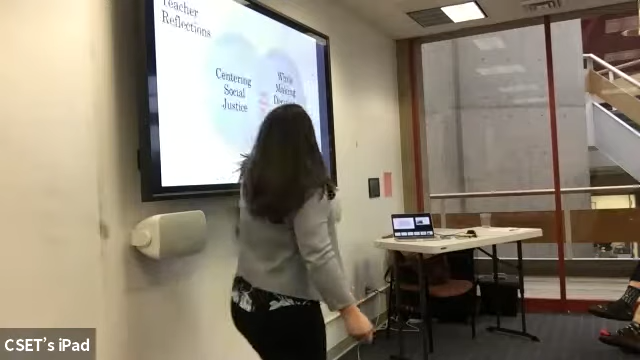 Teacher
Reflections
Centering
Social
Justice
While
Making
CSET's iPad